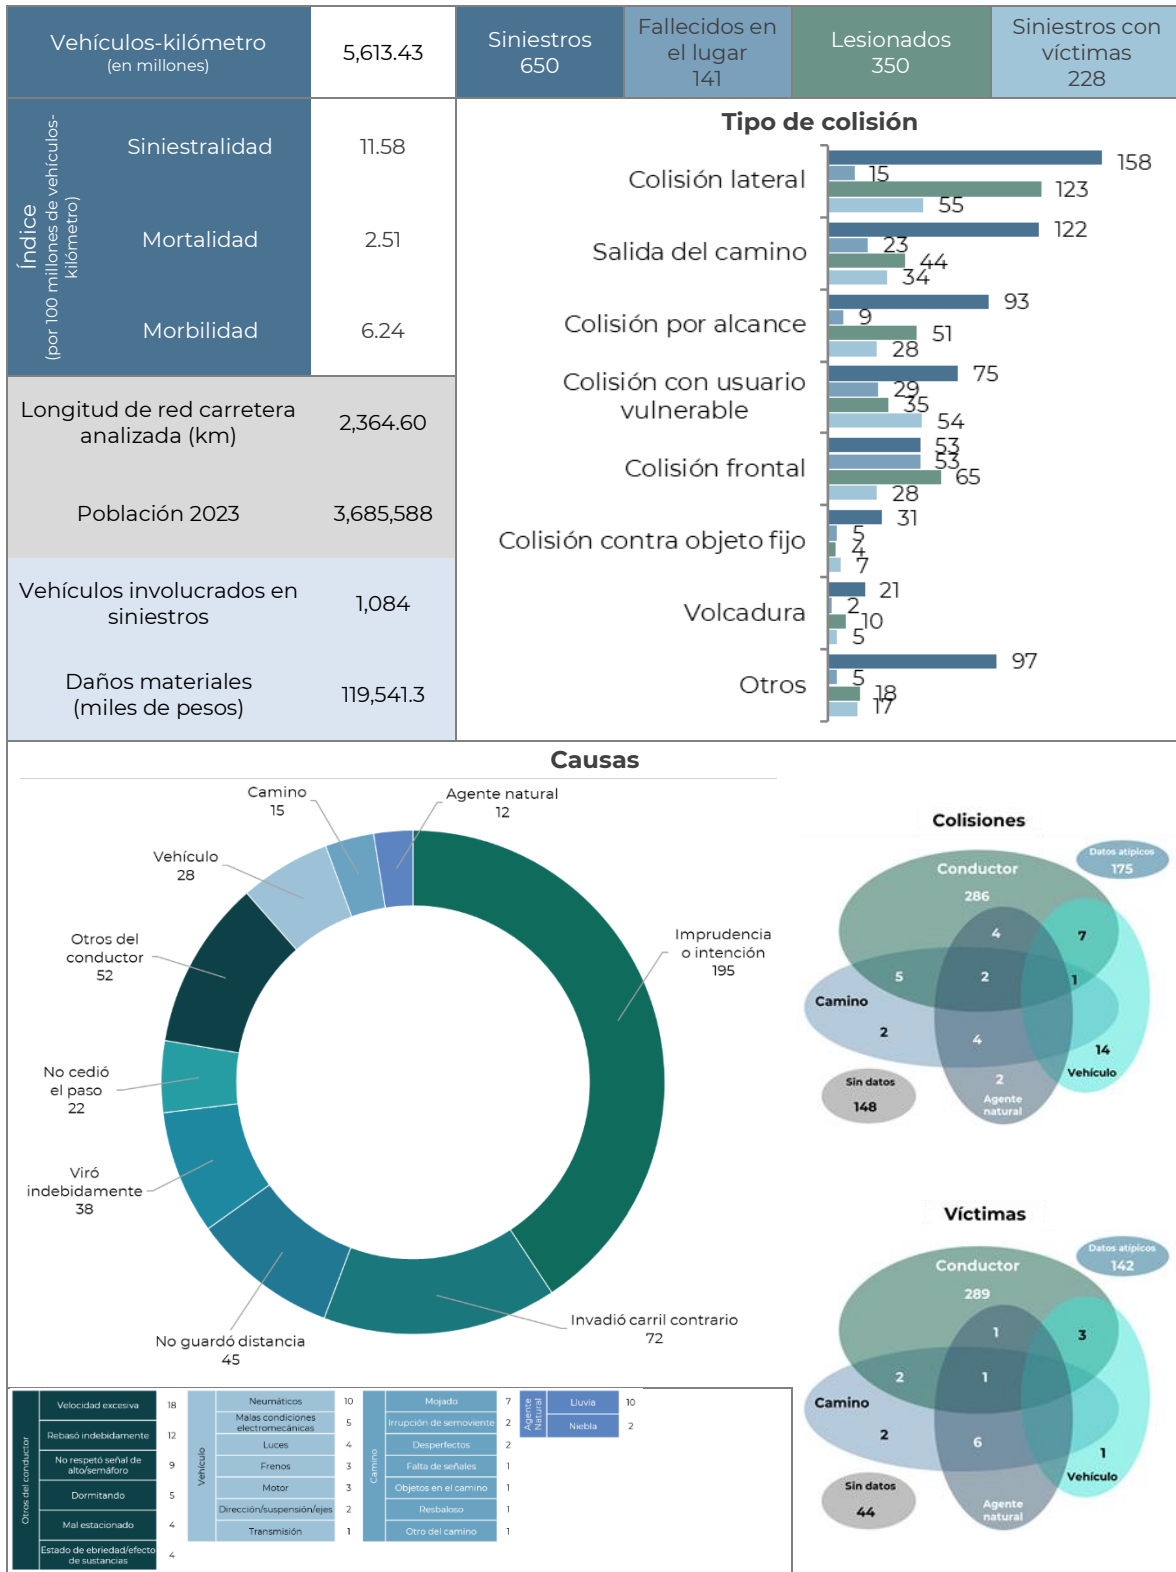 Vehículos-kilómetro
(en millones)
5,613.43
Siniestros
650
Fallecidos en
el lugar
141
Lesionados
350
Siniestros con
víctimas
228
Índice
(por 100 millones de vehículos-
kilómetro)
Siniestralidad
11.58
Mortalidad
2.51
Morbilidad
6.24
Longitud de red carretera
analizada (km)
2,364.60
Población 2023
3,685,588
Vehículos involucrados en
siniestros
1,084
Daños materiales
(miles de pesos)
119,541.3
Tipo de colisión
Colisión lateral
158
15
123
55
Salida del camino
122
23
44
34
Colisión por alcance
93
9
51
28
Colisión con usuario
vulnerable
75
29
35
54
Colisión frontal
53
53
65
28
Colisión contra objeto fijo
31
5
4
7
Volcadura
21
2
10
5
Otros
97
5
18
17
Causas
Camino
15
Agente natural
12
Vehículo
28
Otros del
conductor
52
Imprudencia
o intención
195
No cedió
el paso
22
Viró
indebidamente
38
No guardó distancia
45
Invadió carril contrario
72
Colisiones
Datos atípicos
175
Conductor
286
4
7
5
2
1
Camino
2
4
14
Vehículo
2
Agente
natural
Sin datos
148
Víctimas
Datos atípicos
142
Conductor
289
1
3
2
1
Camino
2
6
1
Vehículo
Agente
natural
Sin datos
44
Otros del conductor
Velocidad excesiva 18
Rebasó indebidamente 12
No respetó señal de
alto/semáforo 9
Dormitando 5
Mal estacionado 4
Estado de ebriedad/efecto
de sustancias 4
Vehículo
Neumáticos 10
Malas condiciones
electromecánicas 5
Luces 4
Frenos 3
Motor 3
Dirección/suspensión/ejes 2
Transmisión 1
Camino
Mojado 7
Irrupción de semoviente 2
Desperfectos 2
Falta de señales 1
Objetos en el camino 1
Resbaloso 1
Otro del camino 1
Agente
Natural
Lluvia 10
Niebla 2